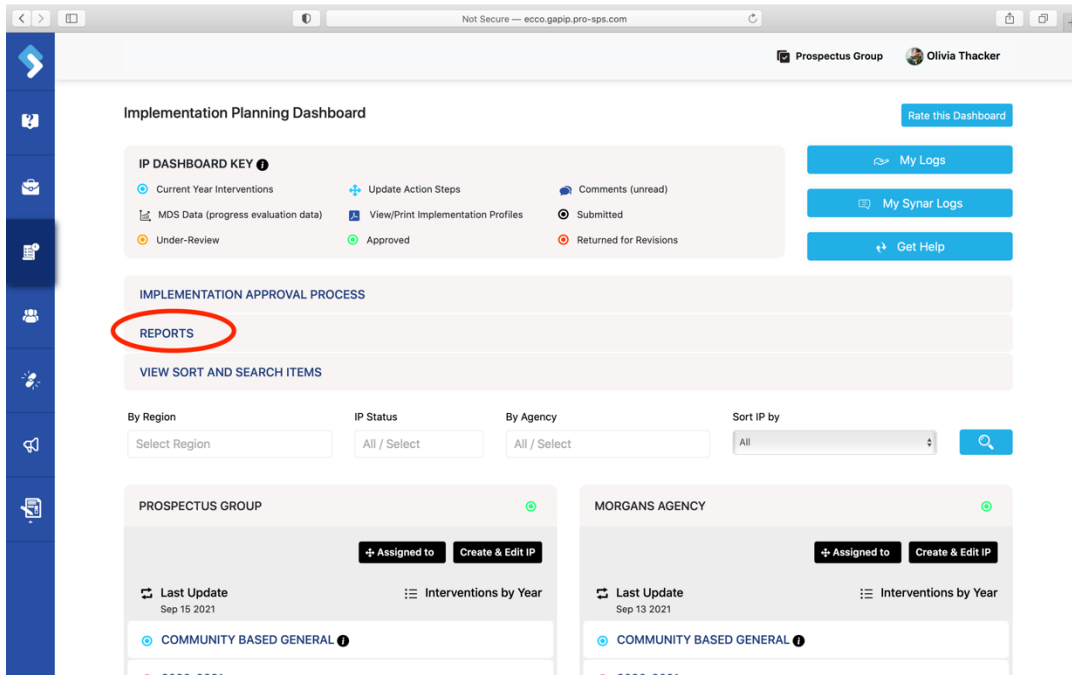 Not Secure — ecco.gapip.pro-sps.com
Prospectus Group
Olivia Thacker
Implementation Planning Dashboard
Rate this Dashboard
IP DASHBOARD KEY
Current Year Interventions
Update Action Steps
Comments (unread)
MDS Data (progress evaluation data)
View/Print Implementation Profiles
Submitted
Under-Review
Approved
Returned for Revisions
My Logs
My Synar Logs
Get Help
IMPLEMENTATION APPROVAL PROCESS
REPORTS
VIEW SORT AND SEARCH ITEMS
By Region
IP Status
By Agency
Sort IP by
Select Region
All / Select
All / Select
All
PROSPECTUS GROUP
Assigned to
Create & Edit IP
Last Update
Interventions by Year
Sep 15 2021
COMMUNITY BASED GENERAL
MORGANS AGENCY
Assigned to
Create & Edit IP
Last Update
Interventions by Year
Sep 13 2021
COMMUNITY BASED GENERAL